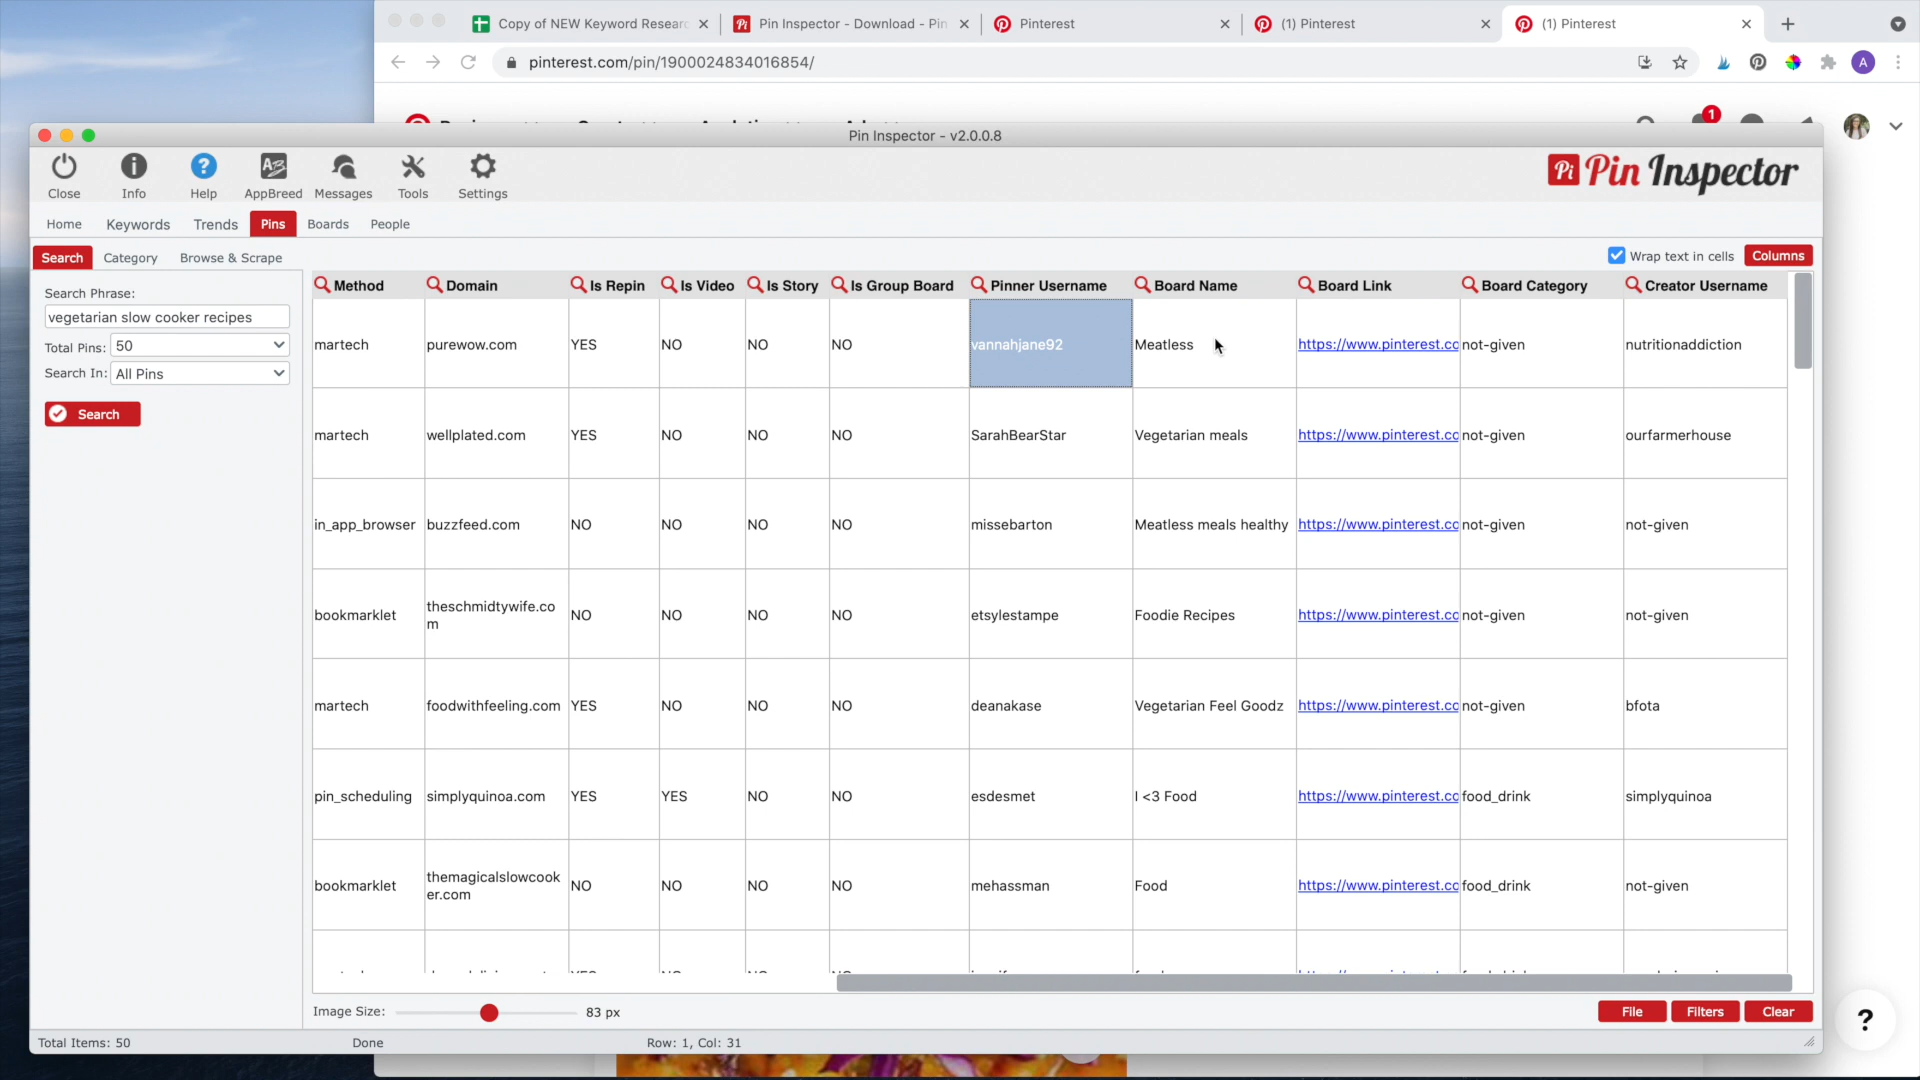 Copy of NEW Keyword Resear
Pin Inspector - Download - Pin
Pinterest
(1) Pinterest
(1) Pinterest
pinterest.com/pin/1900024834016854/
A
1
Pin Inspector - v2.0.0.8
Close
Info
Help
AppBreed
Messages
Tools
Settings
Pi Pin Inspector
Home
Keywords
Trends
Pins
Boards
People
Search
Category
Browse & Scrape
Wrap text in cells
Columns
Search Phrase:
vegetarian slow cooker recipes
Total Pins: 50
Search In: All Pins
Search
Method Domain Is Repin Is Video Is Story Is Group Board Pinner Username Board Name Board Link Board Category Creator Username
martech purewow.com YES NO NO NO vannahjane92 Meatless https://www.pinterest.co not-given nutritionaddiction
martech wellplated.com YES NO NO NO SarahBearStar Vegetarian meals https://www.pinterest.co not-given ourfarmerhouse
in_app_browser buzzfeed.com NO NO NO NO missebarton Meatless meals healthy https://www.pinterest.co not-given not-given
bookmarklet theschmidtywife.co
m NO NO NO NO etsylestampe Foodie Recipes https://www.pinterest.co not-given not-given
martech foodwithfeeling.com YES NO NO NO deanakase Vegetarian Feel Goodz https://www.pinterest.co not-given bfota
pin_scheduling simplyquinoa.com YES YES NO NO esdesmet I <3 Food https://www.pinterest.co food_drink simplyquinoa
bookmarklet themagicalslowcook
er.com NO NO NO NO mehassman Food https://www.pinterest.co food_drink not-given
Image Size: 83 px
File
Filters
Clear
?
Total Items: 50
Done
Row: 1, Col: 31